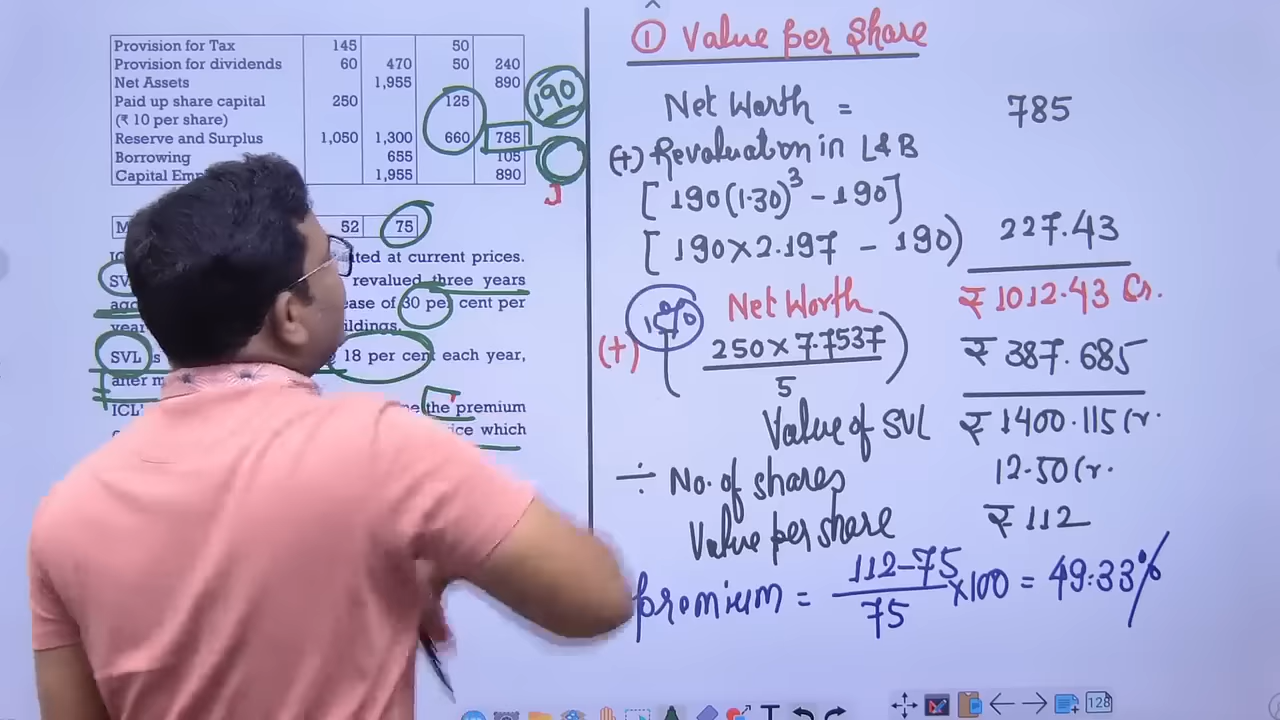 Provision for Tax 145 50
Provision for dividends 60 470 50 240
Net Assets 1,955 890
Paid up share capital 250 125
(₹ 10 per share)
Reserve and Surplus 1,050 1,300 660 785
Borrowing 655 105
Capital 1,955 890
190
52 75
at current prices.
revalued three years
of 30 per cent per
year
SVL 18 per cent each year,
after
the premium
which
① Value per Share
Net Worth = 785
(+) Revaluation in L&B
[190(1.30)³ - 190]
[190×2.197 - 190) 227.43
Net Worth ₹ 1012.43 Cr.
(+) 250 × 7.7537) ₹ 387.685
5
Value of SVL ₹ 1400.115 Cr.
÷ No. of shares 12.50 Cr.
Value per share ₹ 112
premium = 112-75 ×100 = 49.33%
75
128